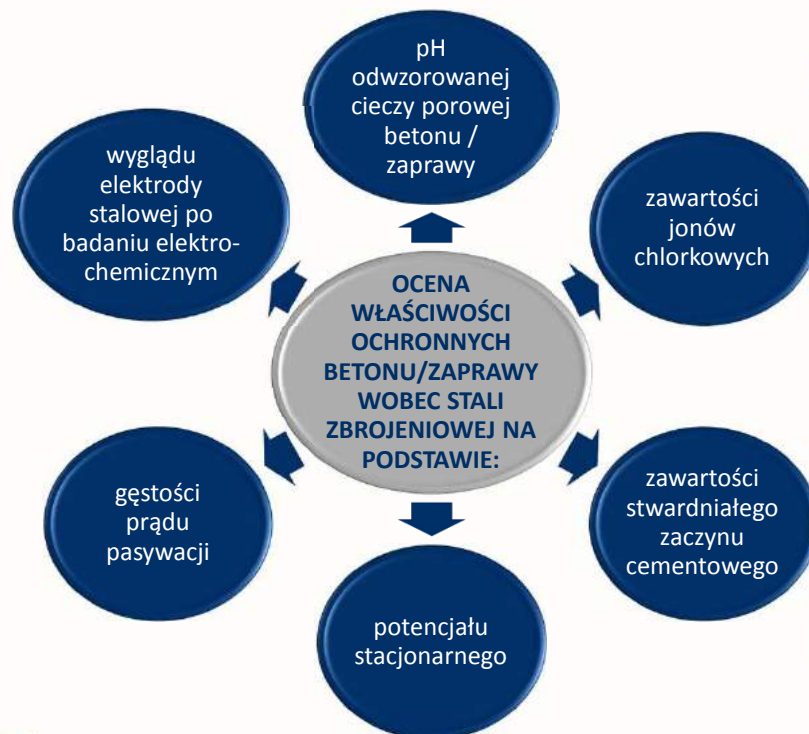 pH
odwzorowanej
cieczy porowej
betonu /
zaprawy
wyglądu
elektrody
stalowej po
badaniu elektro-
chemicznym
zawartości
jonów
chlorkowych
OCENA
WŁAŚCIWOŚCI
OCHRONNYCH
BETONU/ZAPRAWY
WOBEC STALI
ZBROJENIOWEJ NA
PODSTAWIE:
gęstości
prądu
pasywacji
zawartości
stwardniałego
zaczynu
cementowego
potencjału
stacjonarnego